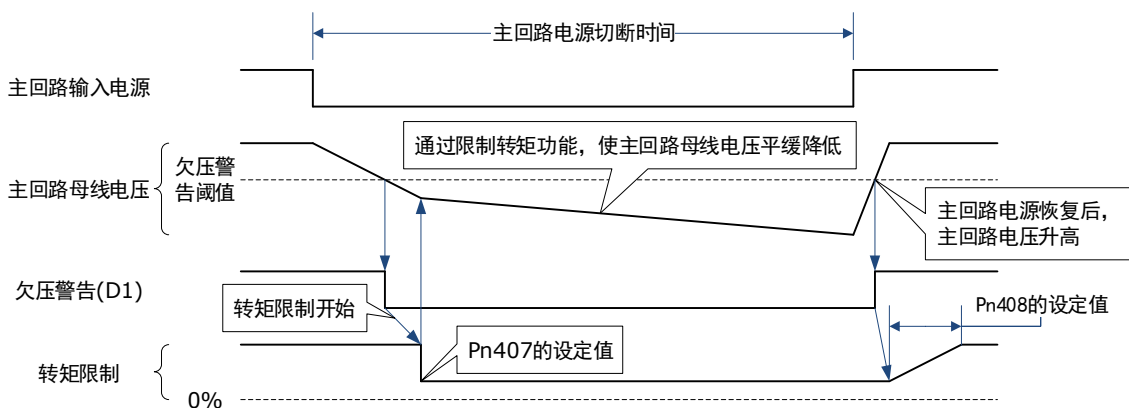 主回路电源切断时间
主回路输入电源
通过限制转矩功能，使主回路母线电压平缓降低
欠压警
告阈值
主回路母线电压
主回路电源恢复后，
主回路电压升高
欠压警告(D1)
转矩限制开始
Pn408的设定值
Pn407的设定值
转矩限制
0%